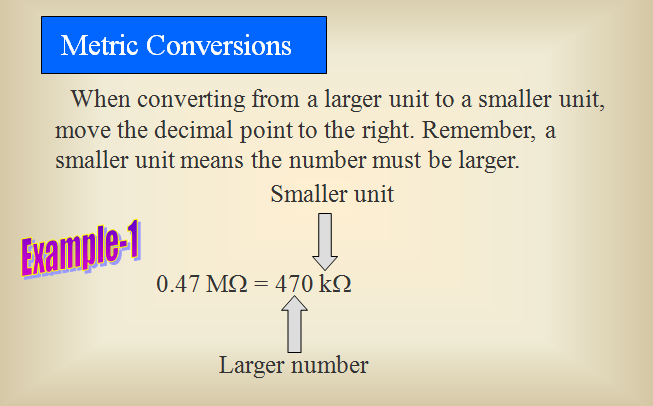 Metric Conversions
When converting from a larger unit to a smaller unit,
move the decimal point to the right. Remember, a
smaller unit means the number must be larger.
Smaller unit
Example-1
0.47 MΩ = 470 kΩ
Larger number